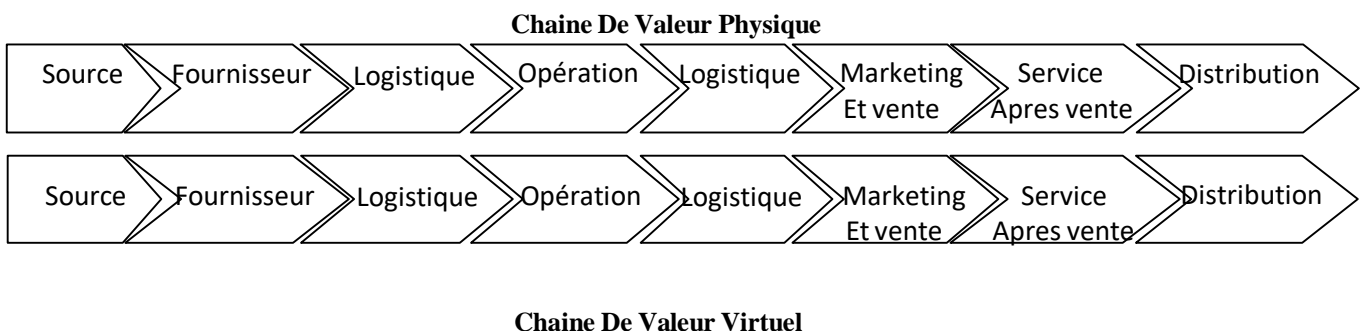 Chaine De Valeur Physique
Source Fournisseur Logistique Opération Logistique Marketing Service Distribution
Et vente Apres vente
Source Fournisseur Logistique Opération Logistique Marketing Service Distribution
Et vente Apres vente
Chaine De Valeur Virtuel